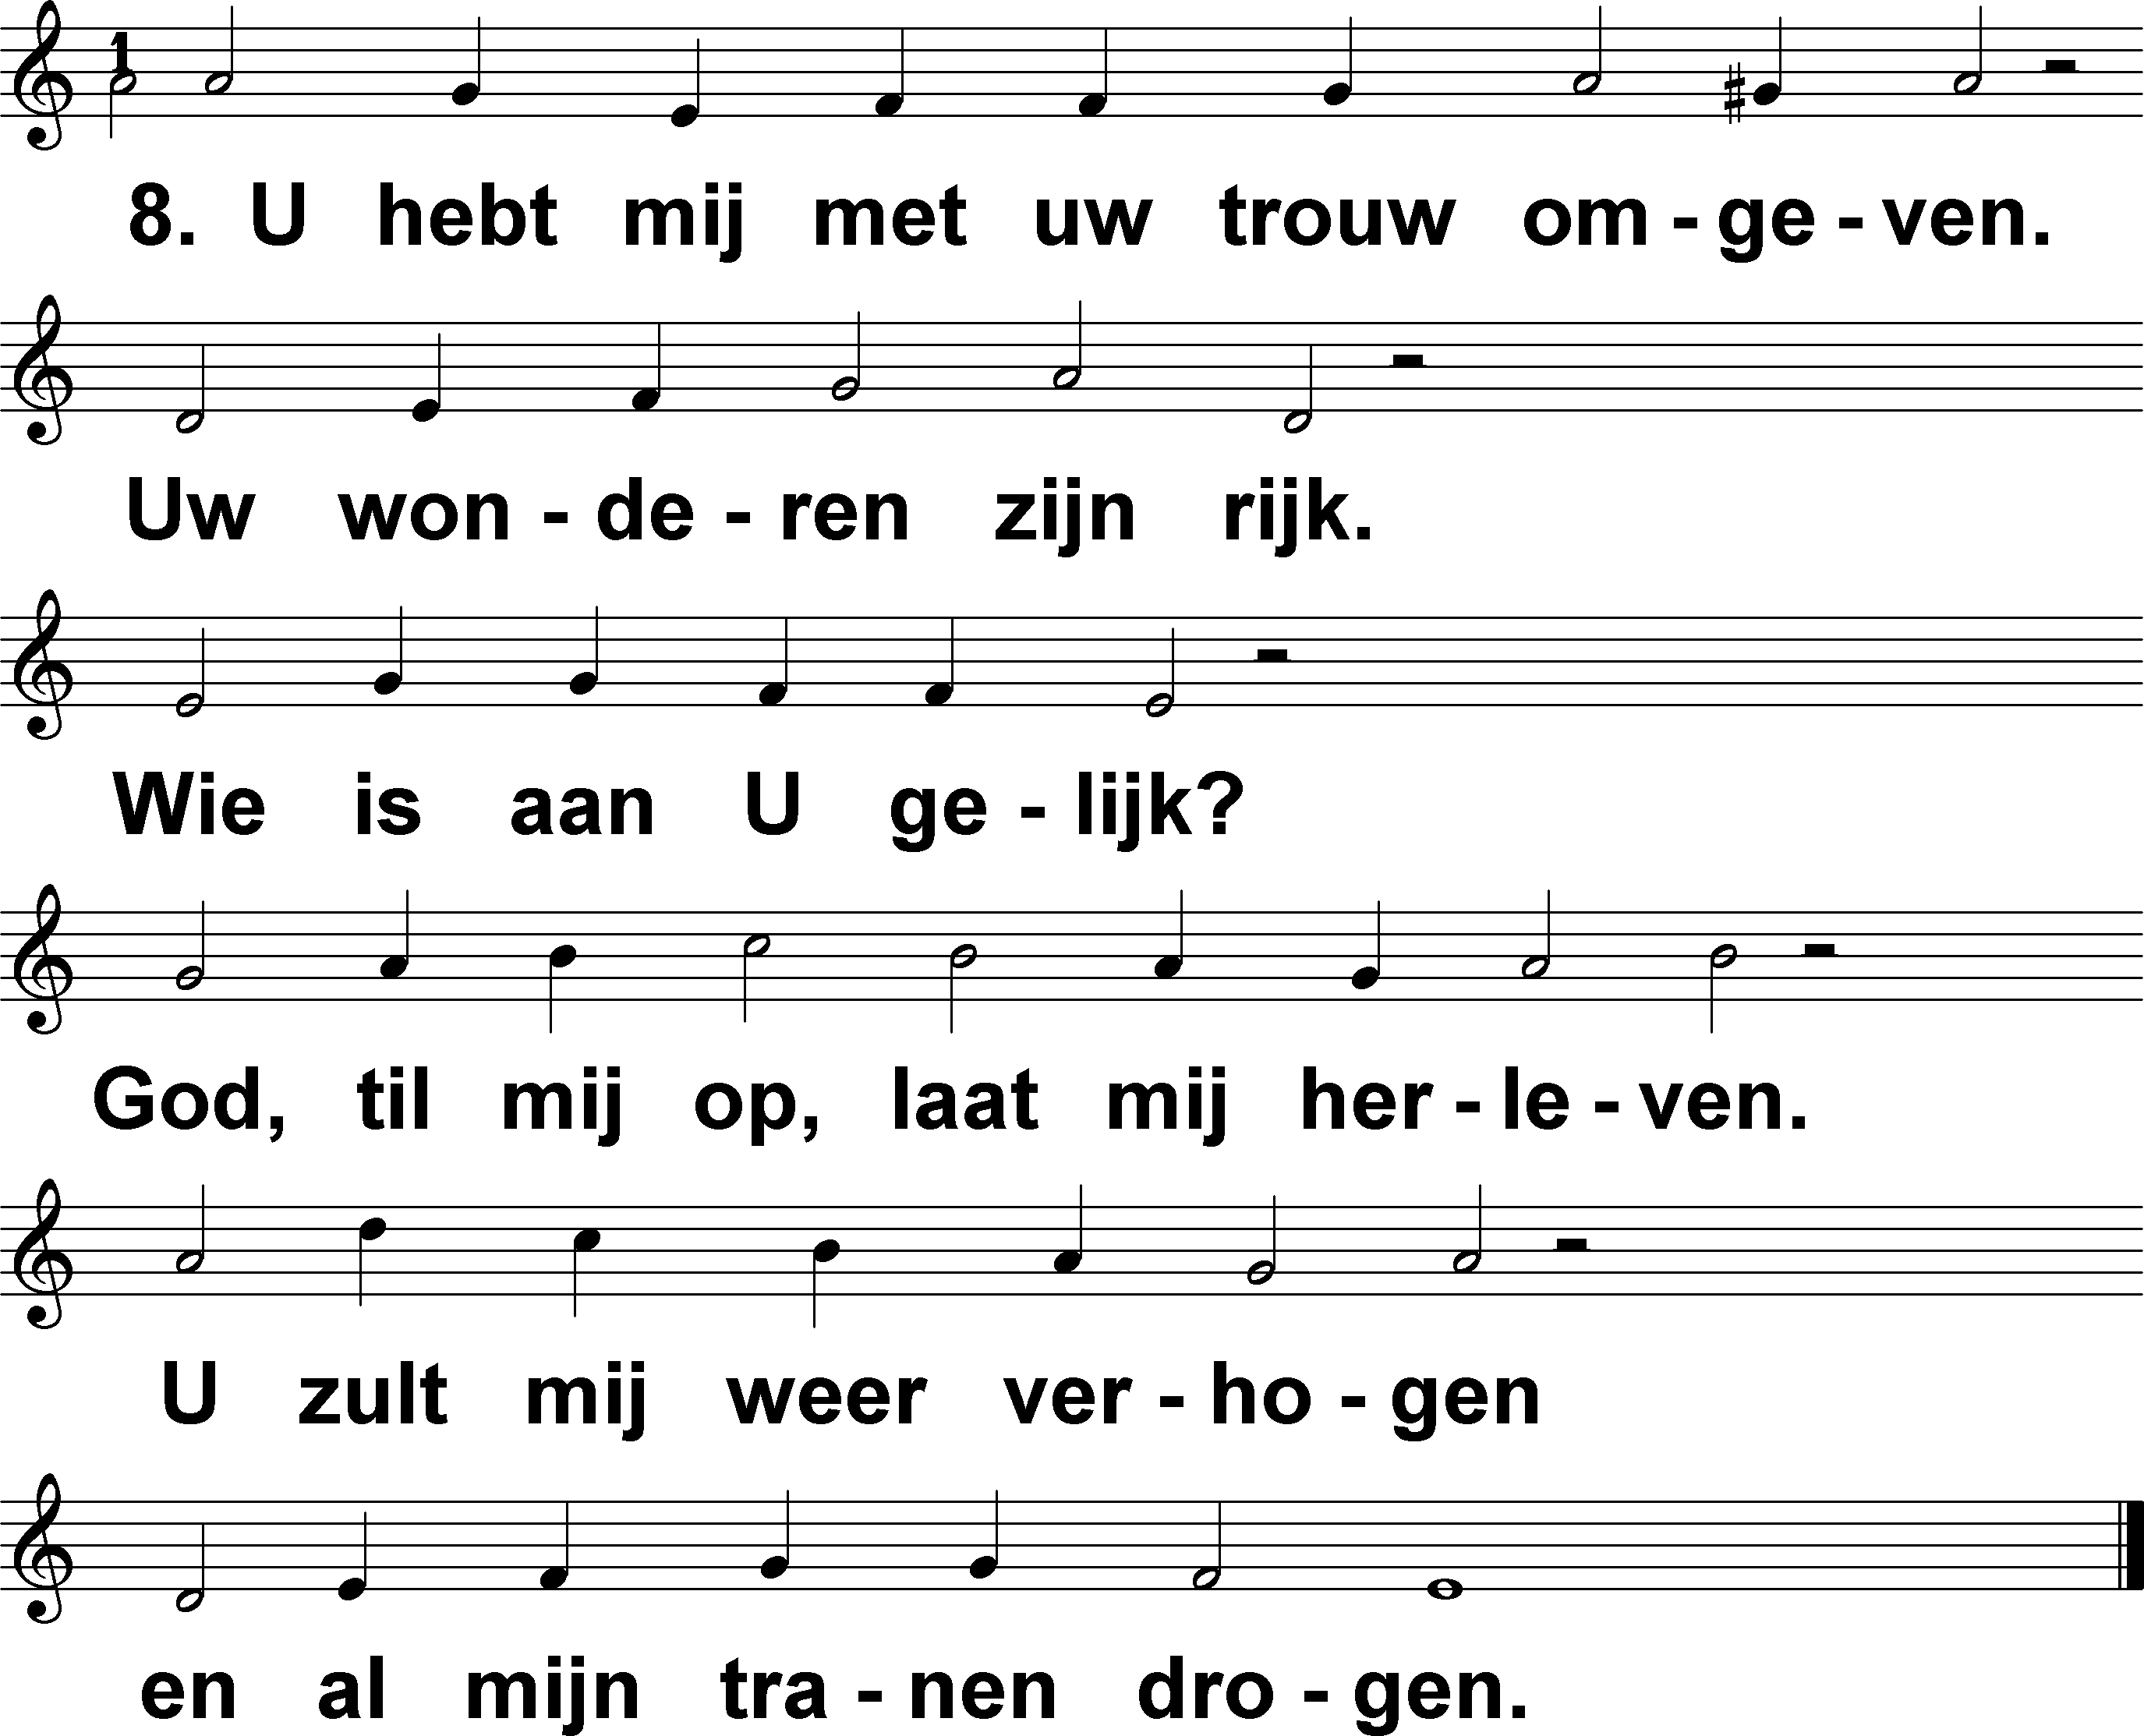 1
8. U hebt mij met uw trouw om - ge - ven.
Uw won - de - ren zijn rijk.
Wie is aan U ge - lijk?
God, til mij op, laat mij her - le - ven.
U zult mij weer ver - ho - gen
en al mijn tra - nen dro - gen.